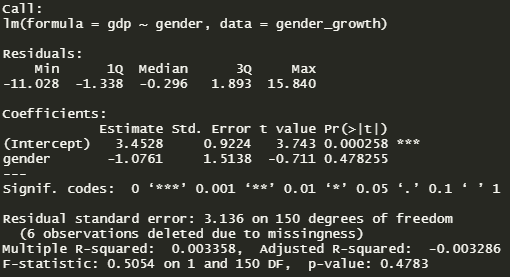 Call:
lm(formula = gdp ~ gender, data = gender_growth)
Residuals:
Min 1Q Median 3Q Max
-11.028 -1.338 -0.296 1.893 15.840
Coefficients:
Estimate Std. Error t value Pr(>|t|)
(Intercept) 3.4528 0.9224 3.743 0.000258 ***
gender -1.0761 1.5138 -0.711 0.478255
---
Signif. codes: 0 ‘***’ 0.001 ‘**’ 0.01 ‘*’ 0.05 ‘.’ 0.1 ‘ ’ 1
Residual standard error: 3.136 on 150 degrees of freedom
(6 observations deleted due to missingness)
Multiple R-squared: 0.003358, Adjusted R-squared: -0.003286
F-statistic: 0.5054 on 1 and 150 DF, p-value: 0.4783